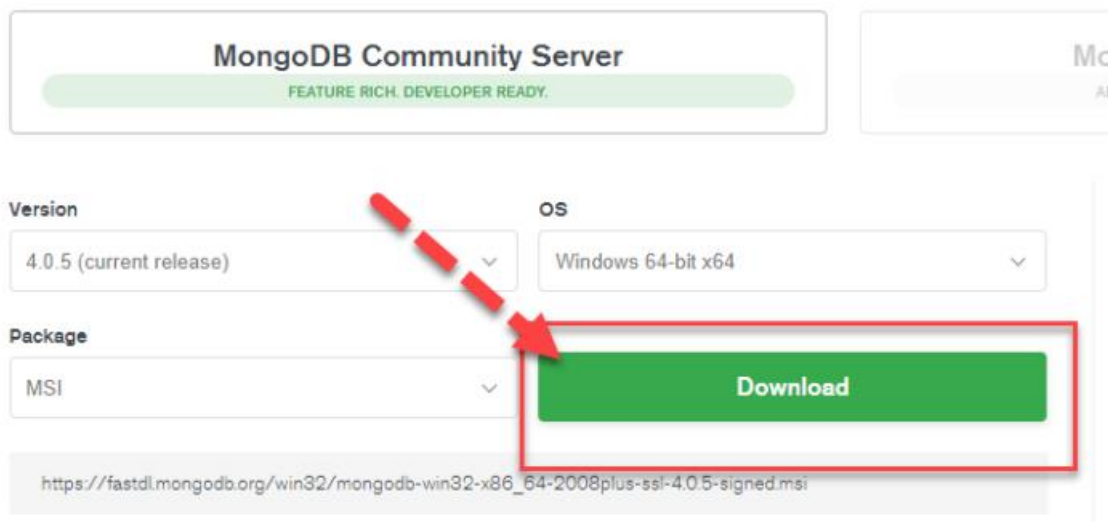 MongoDB Community Server
FEATURE RICH. DEVELOPER READY.
Version
OS
4.0.5 (current release)
Windows 64-bit x64
Package
MSI
Download
https://fastdl.mongodb.org/win32/mongodb-win32-x86_64-2008plus-ssl-4.0.5-signed.msi